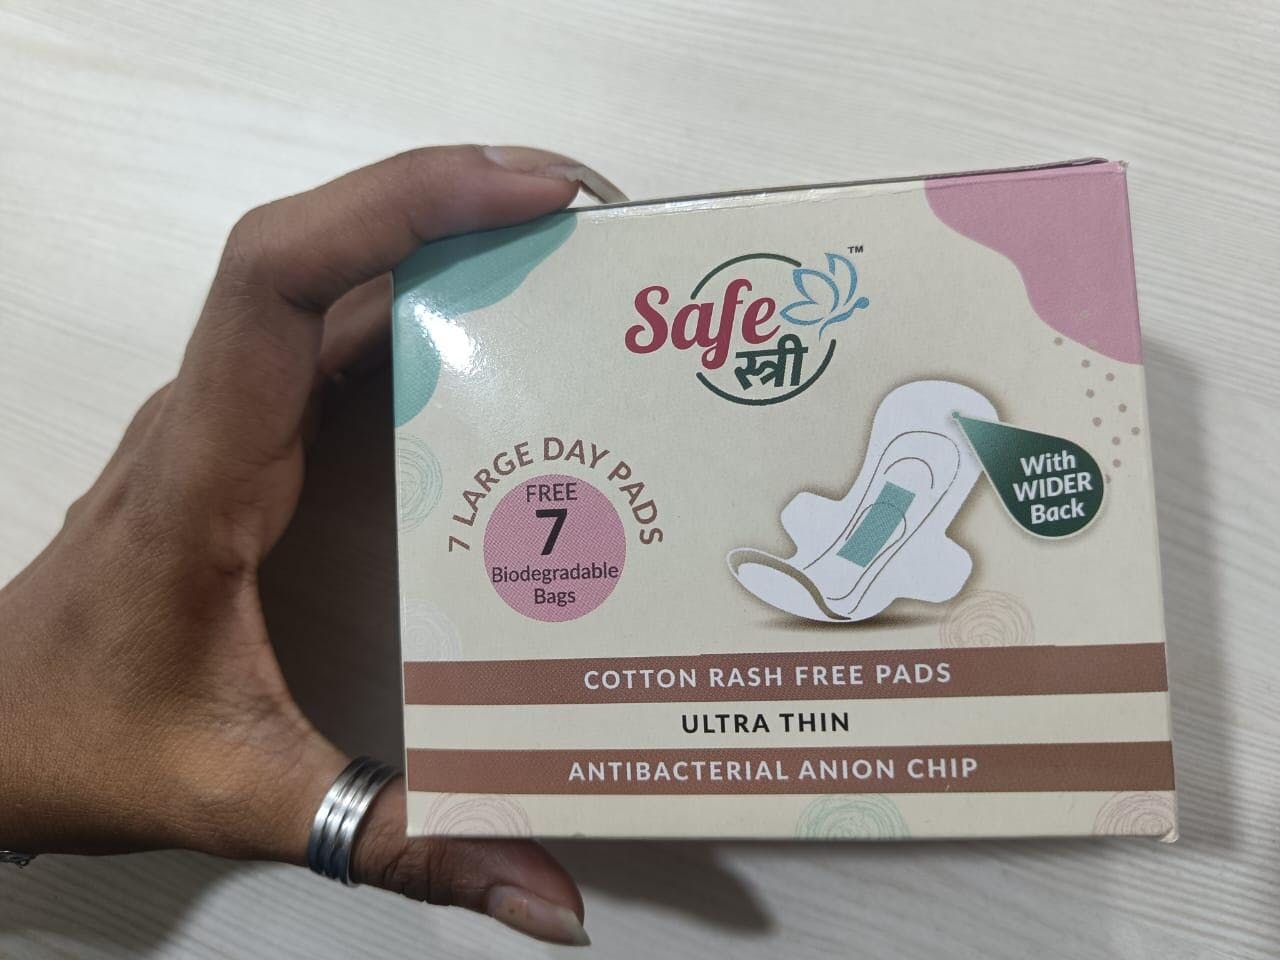 Safe
™
स्त्री
7 LARGE DAY PADS
FREE
7
Biodegradable
Bags
With
WIDER
Back
COTTON RASH FREE PADS
ULTRA THIN
ANTIBACTERIAL ANION CHIP